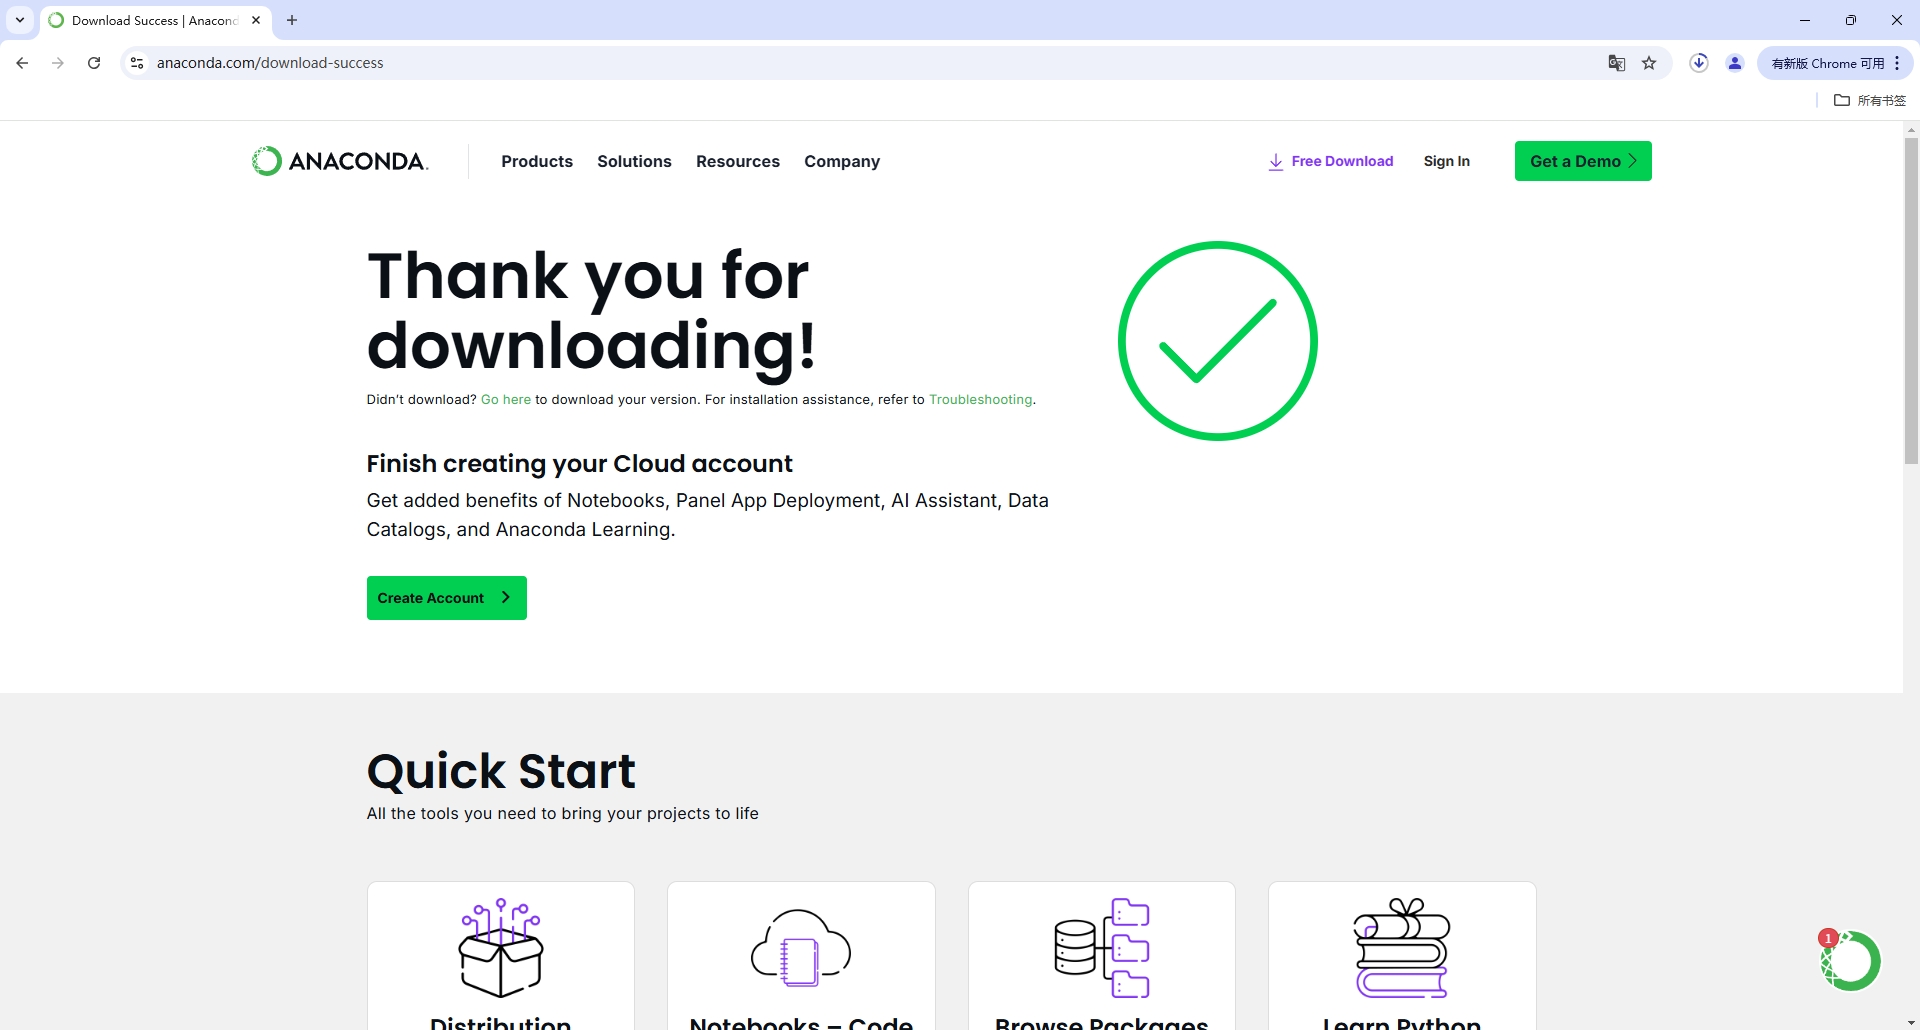 Download Success | Anacond
anaconda.com/download-success
有新版 Chrome 可用
所有书签
ANACONDA.
Products
Solutions
Resources
Company
Free Download
Sign In
Get a Demo
Thank you for
downloading!
Didn't download? Go here to download your version. For installation assistance, refer to Troubleshooting.
Finish creating your Cloud account
Get added benefits of Notebooks, Panel App Deployment, AI Assistant, Data
Catalogs, and Anaconda Learning.
Create Account
Quick Start
All the tools you need to bring your projects to life
Distribution
Notebooks – Code
Browse Packages
Learn Python
1